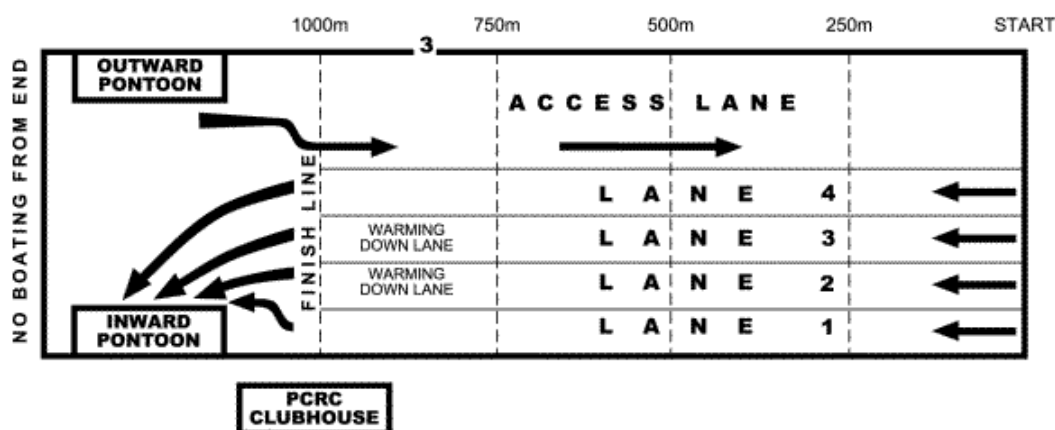 1000m 750m 500m 250m START
3
NO BOATING FROM END
OUTWARD
PONTOON
ACCESS LANE
FINISH LINE
LANE 4
WARMING
DOWN LANE
LANE 3
WARMING
DOWN LANE
LANE 2
INWARD
PONTOON
LANE 1
PCRC
CLUBHOUSE